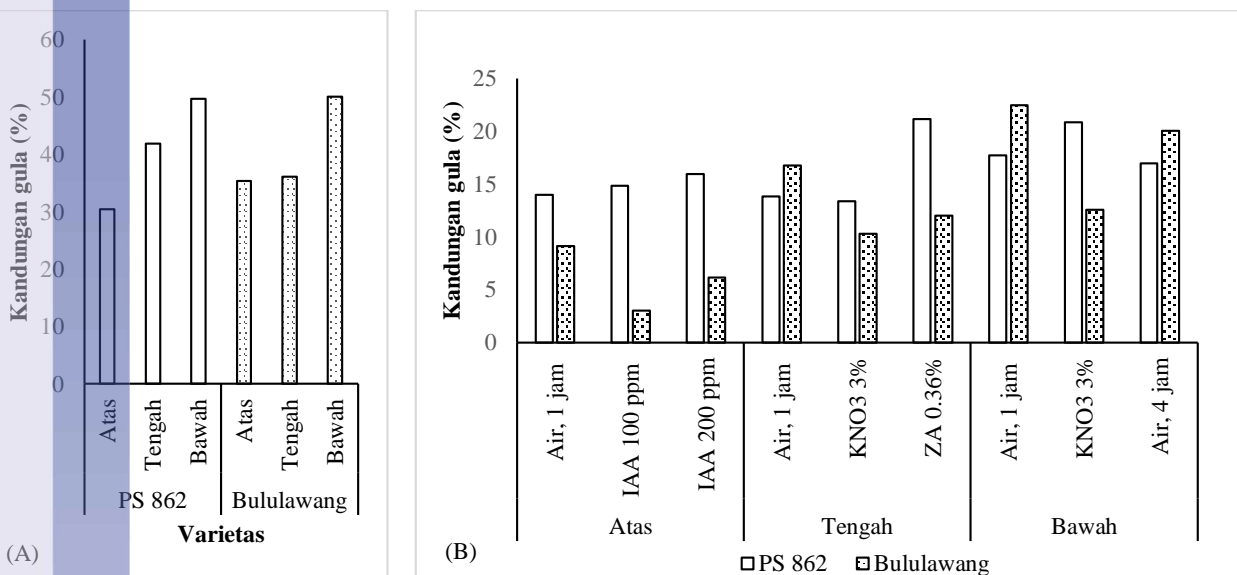 60
50
40
30
20
10
0
Kandungan gula (%)
Atas
Tengah
Bawah
Atas
Tengah
Bawah
PS 862
Bululawang
Varietas
(A)
25
20
15
10
5
0
Kandungan gula (%)
Air, 1 jam
IAA 100 ppm
IAA 200 ppm
Air, 1 jam
KNO3 3%
ZA 0.36%
Air, 1 jam
KNO3 3%
Air, 4 jam
Atas
Tengah
Bawah
(B)
PS 862
Bululawang